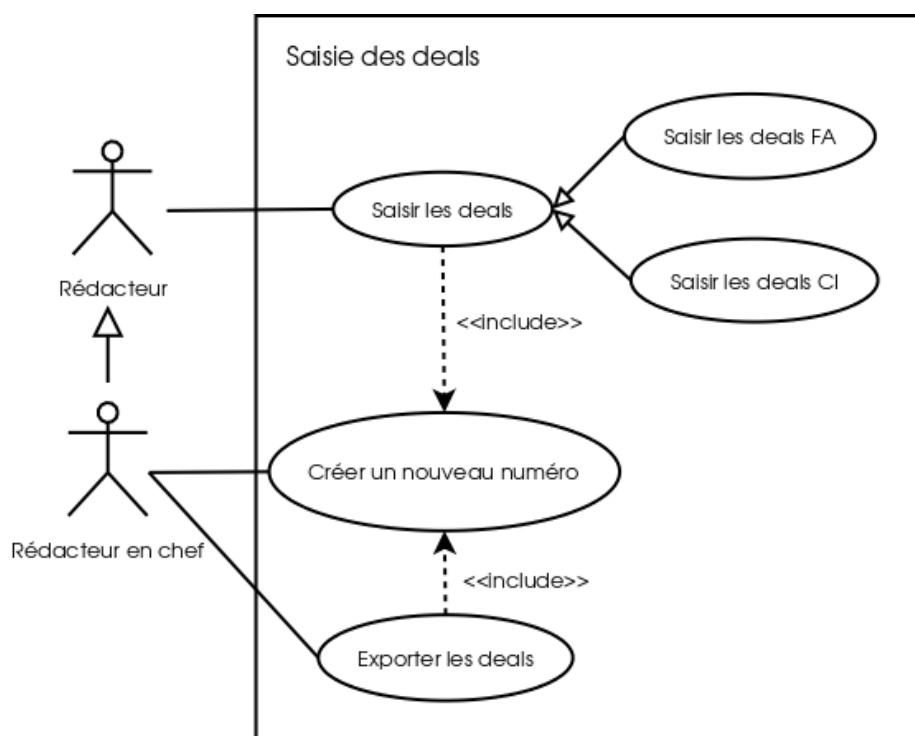 Saisie des deals
Saisir les deals FA
Saisir les deals
Saisir les deals CI
Rédacteur
<<include>>
Créer un nouveau numéro
Rédacteur en chef
<<include>>
Exporter les deals